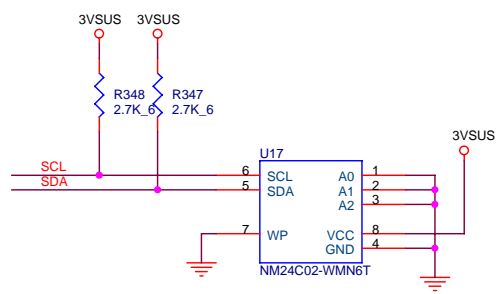 3VSUS 3VSUS
R348 R347
2.7K_6 2.7K_6
3VSUS
U17
SCL 6 SCL A0 1
SDA 5 SDA A1 2
A2 3
7 WP VCC 8
GND 4
NM24C02-WMN6T